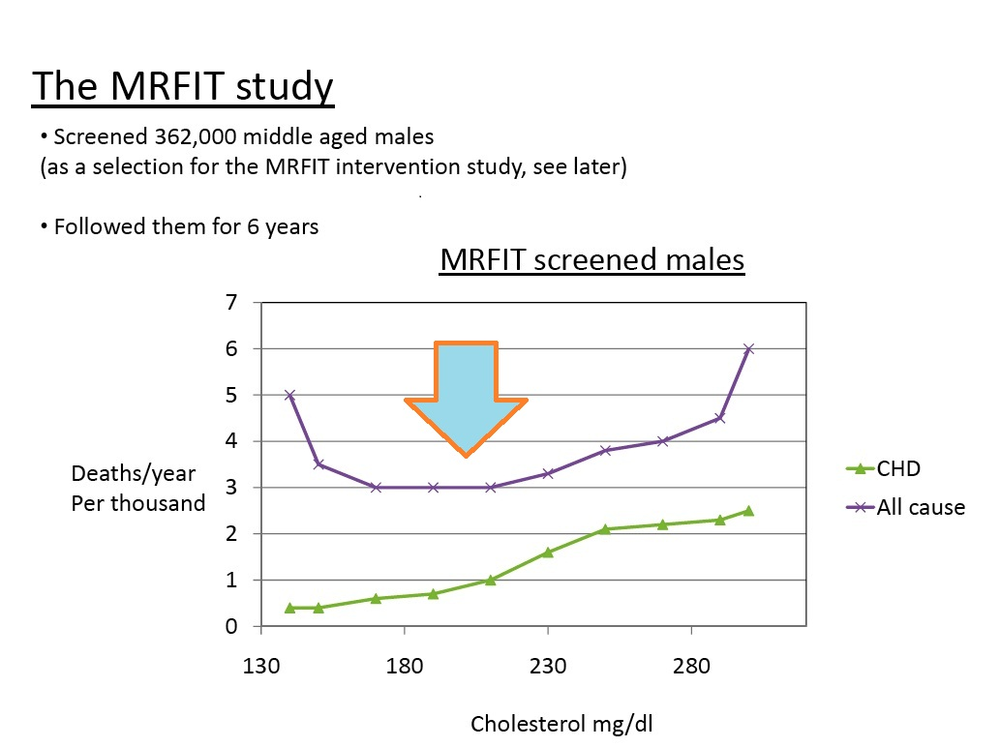 The MRFIT study
• Screened 362,000 middle aged males
(as a selection for the MRFIT intervention study, see later)
.
• Followed them for 6 years
MRFIT screened males
7
6
5
4
3
2
1
0
Deaths/year
Per thousand
CHD
All cause
130 180 230 280
Cholesterol mg/dl